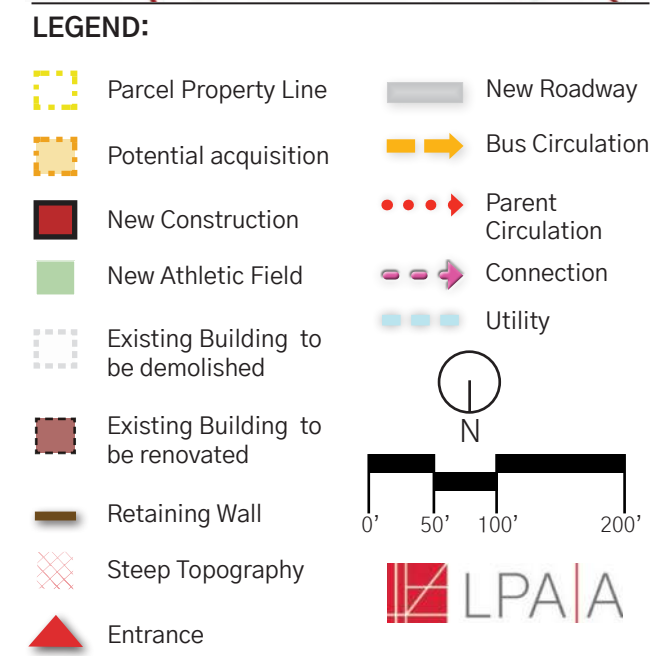 LEGEND:
Parcel Property Line
Potential acquisition
New Construction
New Athletic Field
Existing Building to
be demolished
Existing Building to
be renovated
Retaining Wall
Steep Topography
Entrance
New Roadway
Bus Circulation
Parent
Circulation
Connection
Utility
N
0’ 50’ 100’ 200’
LPA|A